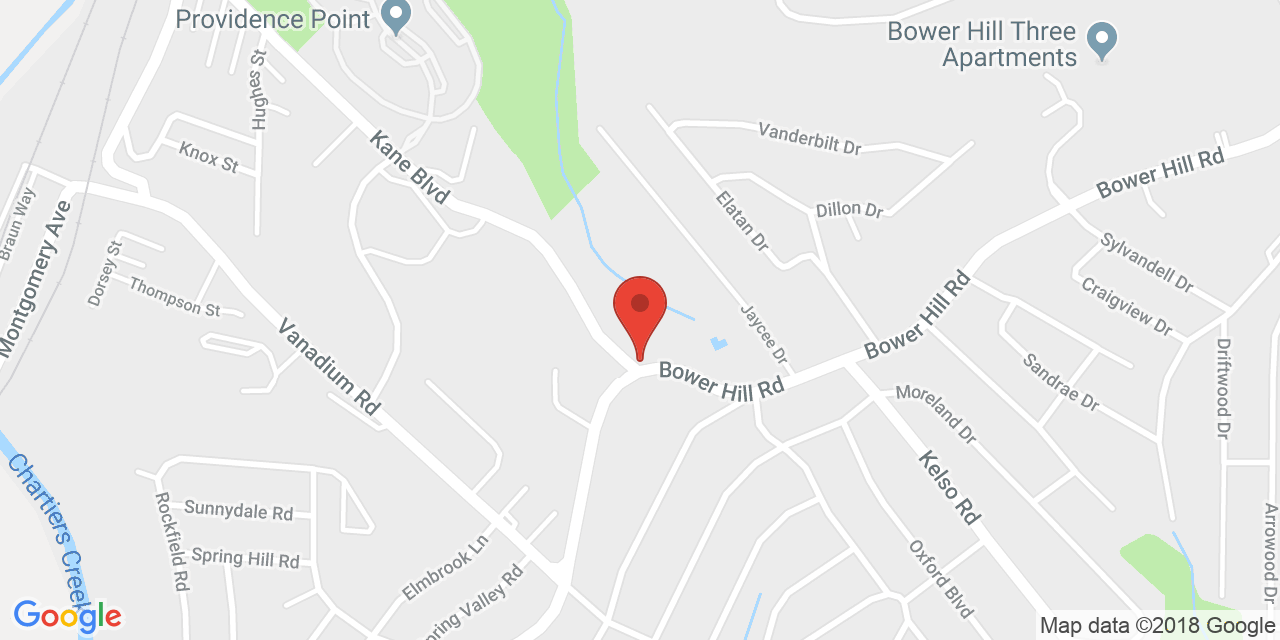 Providence Point
Bower Hill Three
Apartments
Hughes St
Vanderbilt Dr
Knox St
Kane Blvd
Bower Hill Rd
Braun Way
Montgomery Ave
Elatan Dr
Dillon Dr
Dorsey St
Thompson St
Sylvandell Dr
Craigview Dr
Vanadium Rd
Jaycee Dr
Bower Hill Rd
Bower Hill Rd
Sandrae Dr
Driftwood Dr
Moreland Dr
Kelso Rd
Chartiers Creek
Rockfield Rd
Sunnydale Rd
Spring Hill Rd
Elmbrook Ln
Spring Valley Rd
Oxford Blvd
Arrowood Dr
Google
Map data ©2018 Google